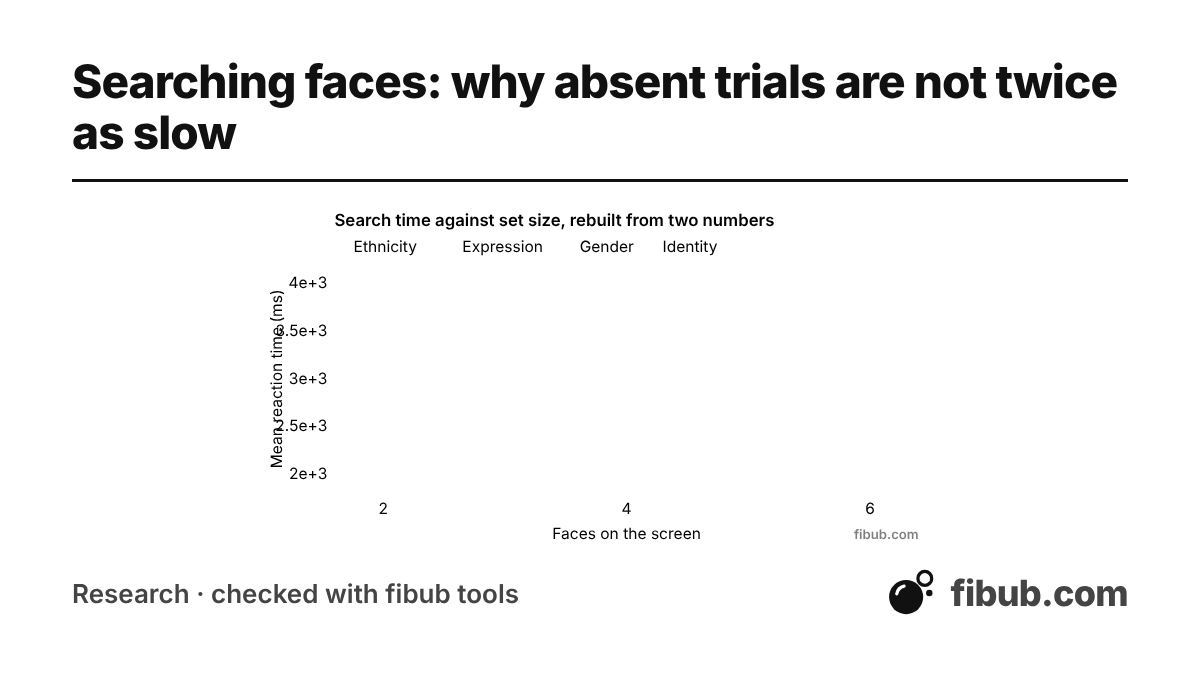 Searching faces: why absent trials are not twice
as slow
Search time against set size, rebuilt from two numbers
Ethnicity Expression Gender Identity
Mean reaction time (ms)
4e+3
3.5e+3
3e+3
2.5e+3
2e+3
2 4 6
Faces on the screen
fibub.com
Research · checked with fibub tools
fibub.com